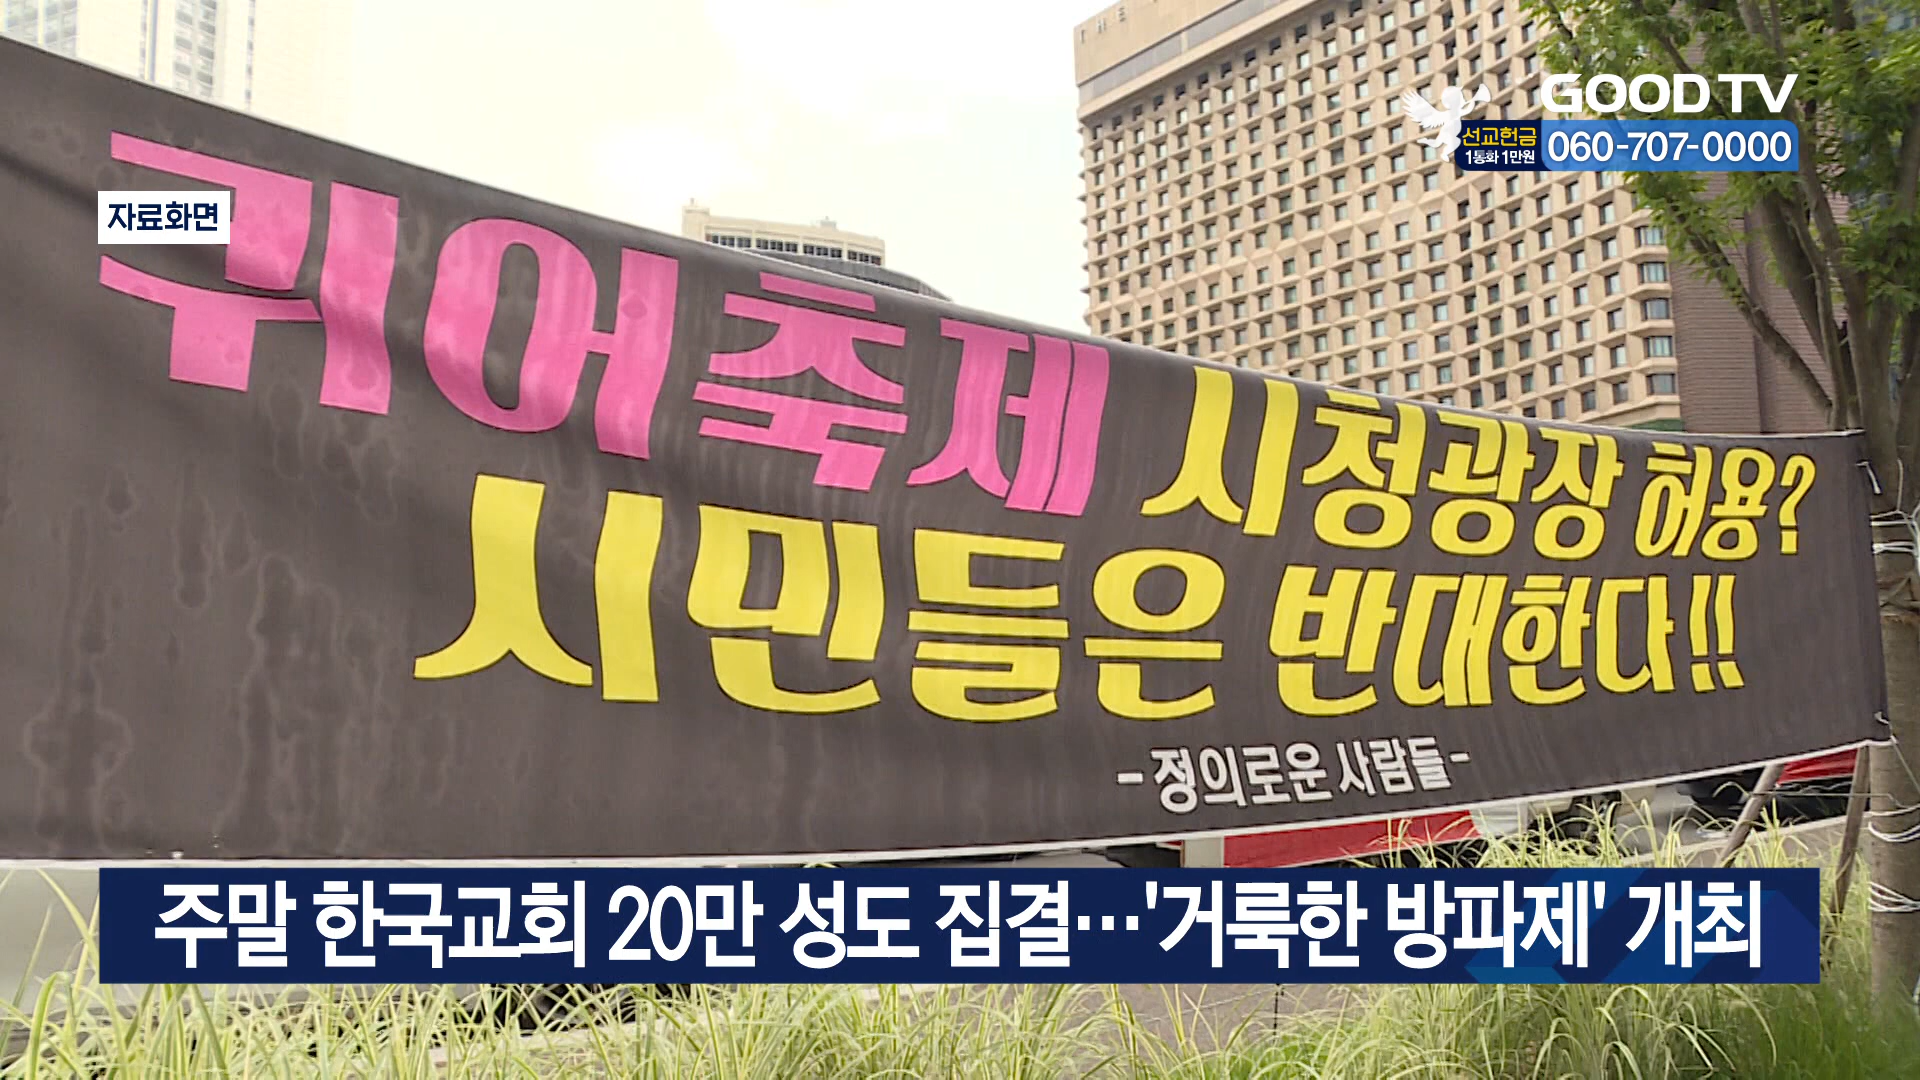 GOOD TV
선교헌금
1통화 1만원
060-707-0000
자료화면
퀴어축제 시청광장 허용?
시민들은 반대한다!!
-정의로운 사람들-
주말 한국교회 20만 성도 집결…'거룩한 방파제' 개최